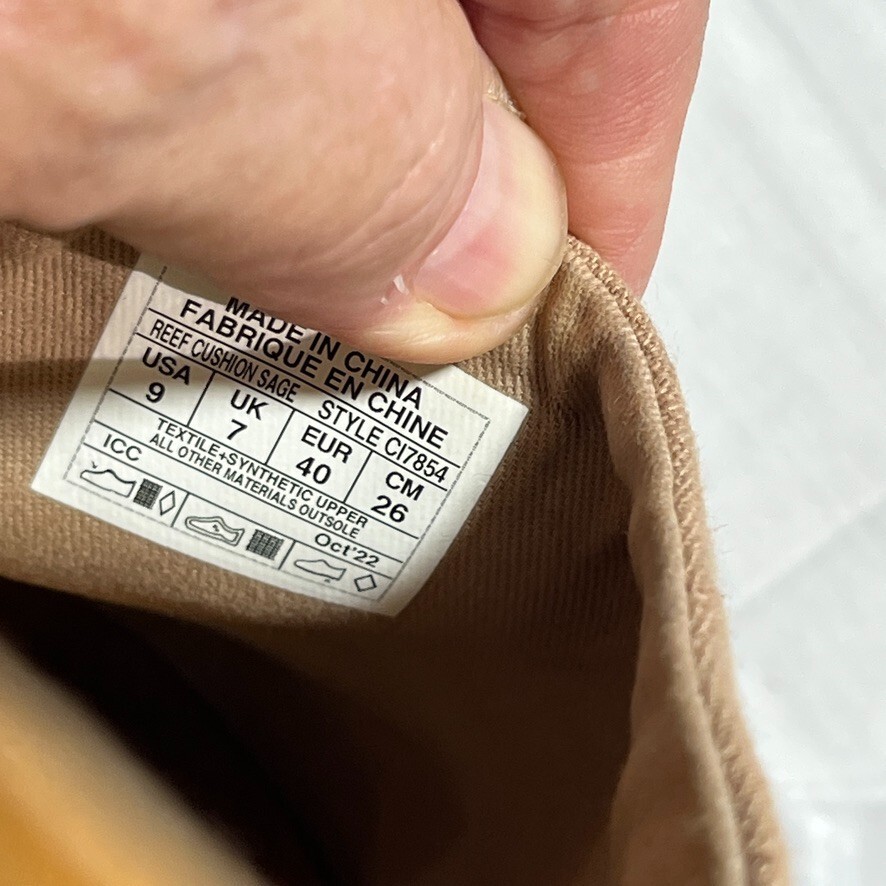 MADE IN CHINA
FABRIQUE EN CHINE
REEF CUSHION SAGE STYLE CI7854
USA UK EUR CM
9 7 40 26
TEXTILE+SYNTHETIC UPPER
ALL OTHER MATERIALS OUTSOLE
ICC Oct'22